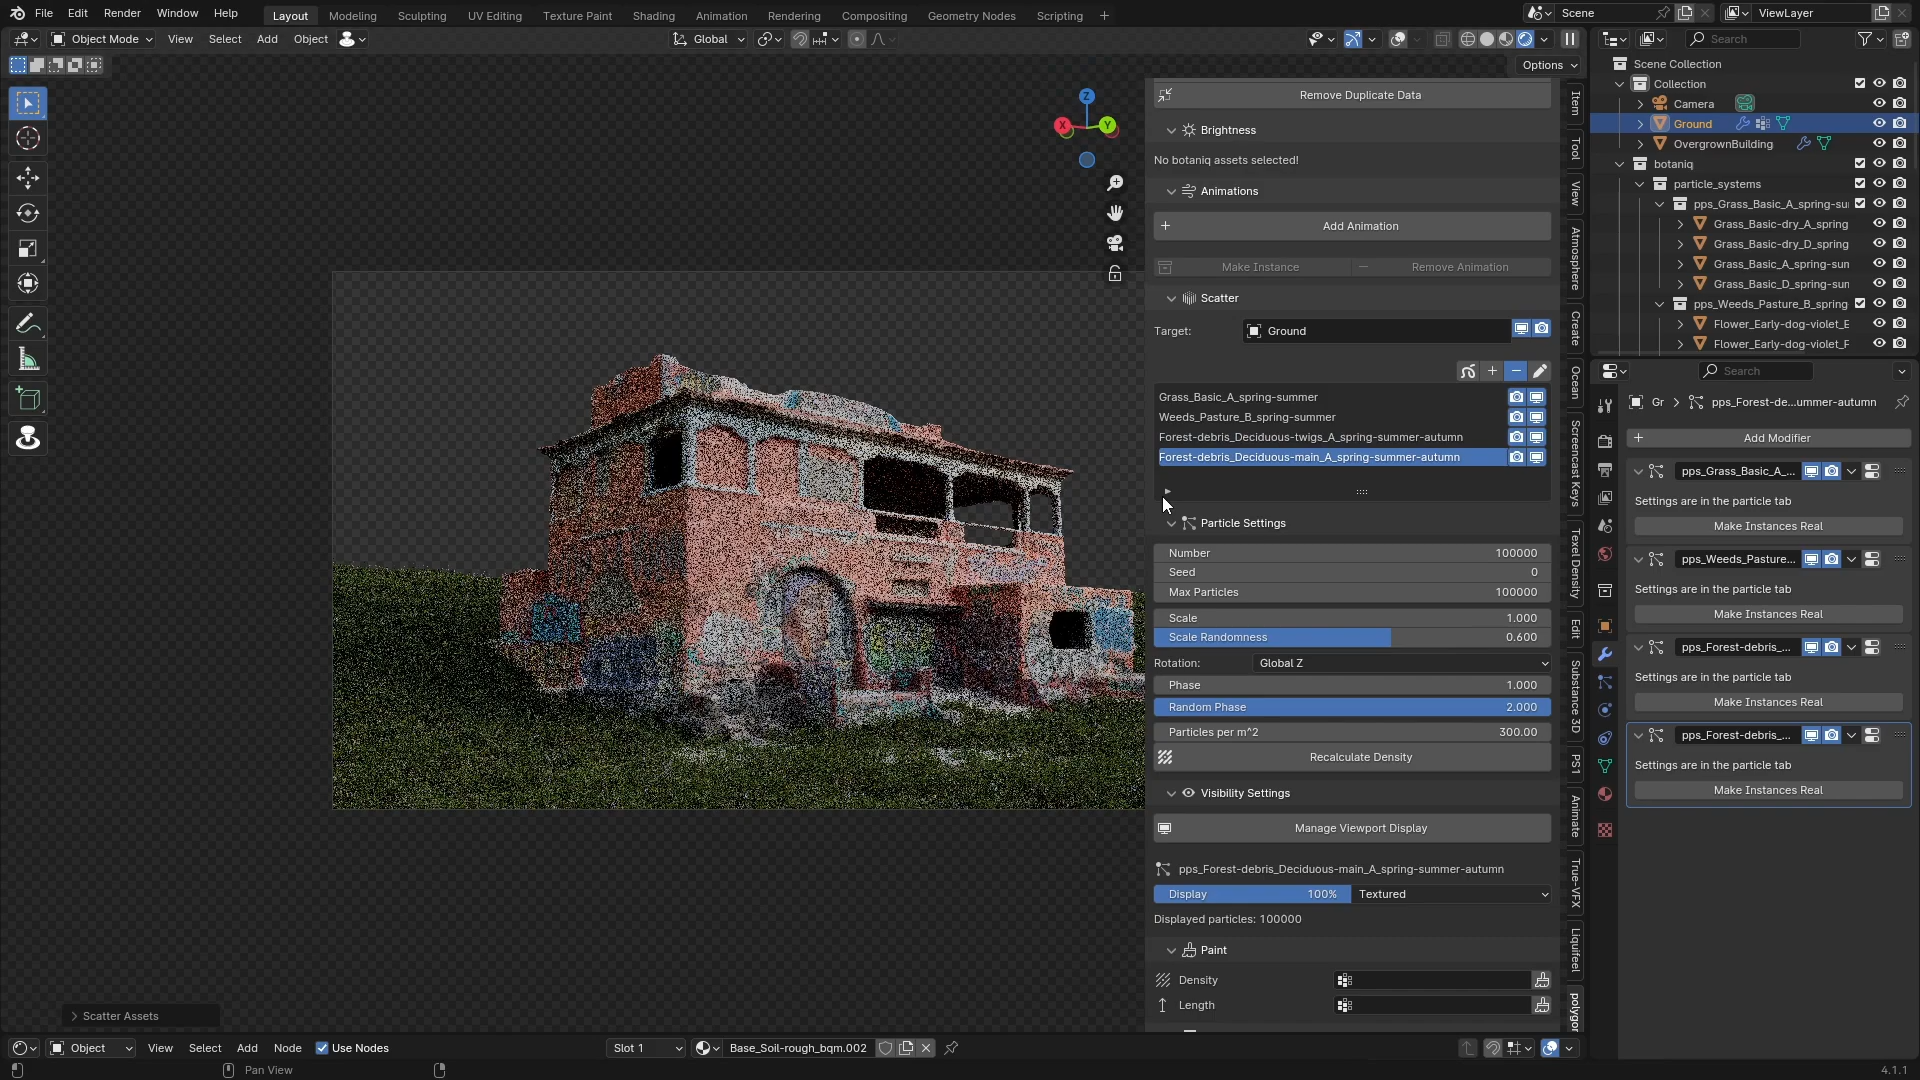 File Edit Render Window Help Layout Modeling Sculpting UV Editing Texture Paint Shading Animation Rendering Compositing Geometry Nodes Scripting + Scene ViewLayer
Object Mode View Select Add Object Global Search
Options
Scene Collection
Collection
Camera
Ground
OvergrownBuilding
botaniq
particle_systems
pps_Grass_Basic_A_spring-su
Grass_Basic-dry_A_spring
Grass_Basic-dry_D_spring
Grass_Basic_A_spring-sun
Grass_Basic_D_spring-sun
pps_Weeds_Pasture_B_spring
Flower_Early-dog-violet_E
Flower_Early-dog-violet_F
Z
X Y
Remove Duplicate Data
Brightness
No botaniq assets selected!
Animations
Add Animation
Make Instance Remove Animation
Scatter
Target: Ground
Grass_Basic_A_spring-summer
Weeds_Pasture_B_spring-summer
Forest-debris_Deciduous-twigs_A_spring-summer-autumn
Forest-debris_Deciduous-main_A_spring-summer-autumn
Particle Settings
Number 100000
Seed 0
Max Particles 100000
Scale 1.000
Scale Randomness 0.600
Rotation: Global Z
Phase 1.000
Random Phase 2.000
Particles per m^2 300.00
Recalculate Density
Visibility Settings
Manage Viewport Display
pps_Forest-debris_Deciduous-main_A_spring-summer-autumn
Display 100% Textured
Displayed particles: 100000
Paint
Density
Length
Item
Tool
View
Atmosphere
Create
Ocean
Screencast Keys
Texel Density
Edit
Substance 3D
PS1
Animate
True-VFX
Liquifeel
polygor
Search
Gr pps_Forest-de...ummer-autumn
Add Modifier
pps_Grass_Basic_A_...
Settings are in the particle tab
Make Instances Real
pps_Weeds_Pasture...
Settings are in the particle tab
Make Instances Real
pps_Forest-debris_...
Settings are in the particle tab
Make Instances Real
pps_Forest-debris_...
Settings are in the particle tab
Make Instances Real
Scatter Assets
Object View Select Add Node Use Nodes Slot 1 Base_Soil-rough_bqm.002
Pan View 4.1.1